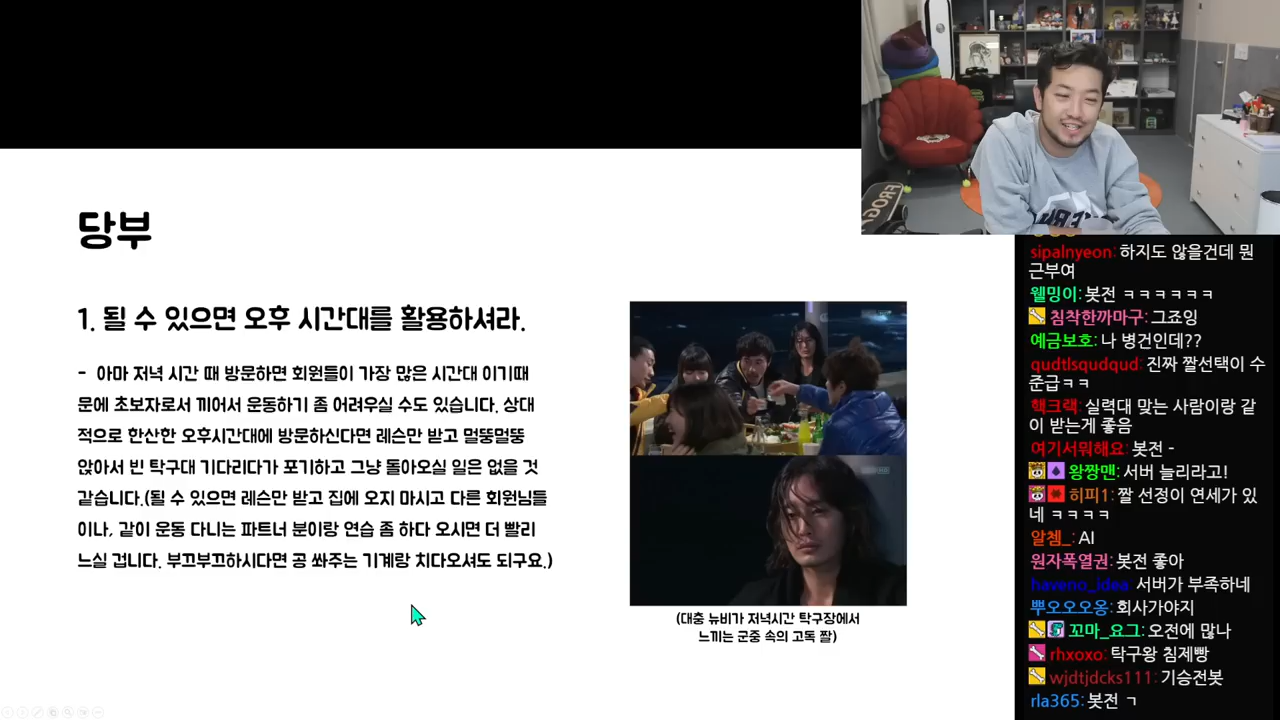 당부
1. 될 수 있으면 오후 시간대를 활용하셔라.
- 아마 저녁 시간 때 방문하면 회원들이 가장 많은 시간대 이기때
문에 초보자로서 끼어서 운동하기 좀 어려우실 수도 있습니다. 상대
적으로 한산한 오후시간대에 방문하신다면 레슨만 받고 멀뚱멀뚱
앉아서 빈 탁구대 기다리다가 포기하고 그냥 돌아오실 일은 없을 것
같습니다.(될 수 있으면 레슨만 받고 집에 오지 마시고 다른 회원님들
이나, 같이 운동 다니는 파트너 분이랑 연습 좀 하다 오시면 더 빨리
느실 겁니다. 부끄부끄하시다면 공 쏴주는 기계랑 치다오셔도 되구요.)
(대충 뉴비가 저녁시간 탁구장에서
느끼는 군중 속의 고독 짤)
FROG
sipalnyeon: 하지도 않을건데 뭔
근부여
웰밍이: 봇전 ㅋㅋㅋㅋㅋㅋ
침착한까마구: 그죠잉
예금보호: 나 병건인데??
qudtlsqudqud: 진짜 짤선택이 수
준급ㅋㅋ
핵크랙: 실력대 맞는 사람이랑 같
이 받는게 좋음
여기서뭐해요: 봇전 -
왕짱맨: 서버 늘리라고!
히피1: 짤 선정이 연세가 있
네 ㅋㅋㅋㅋ
알쳄_: AI
원자폭열권: 봇전 좋아
haveno_idea: 서버가 부족하네
뿌오오오옹: 회사가야지
꼬마_요그: 오전에 많나
rhxoxo: 탁구왕 침제빵
wjdtjdcks111: 기승전봇
rla365: 봇전 ㄱ